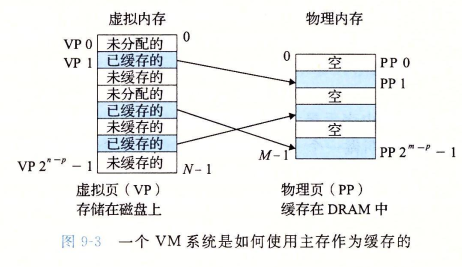 虚拟内存
物理内存
VP 0 未分配的 0
VP 1 已缓存的
未缓存的
未分配的
已缓存的
未缓存的
已缓存的
VP 2ⁿ⁻ᵖ − 1 未缓存的 N−1
0 空 PP 0
PP 1
空
空
M−1 PP 2ᵐ⁻ᵖ − 1
虚拟页（VP）
存储在磁盘上
物理页（PP）
缓存在 DRAM 中
图 9-3 一个 VM 系统是如何使用主存作为缓存的